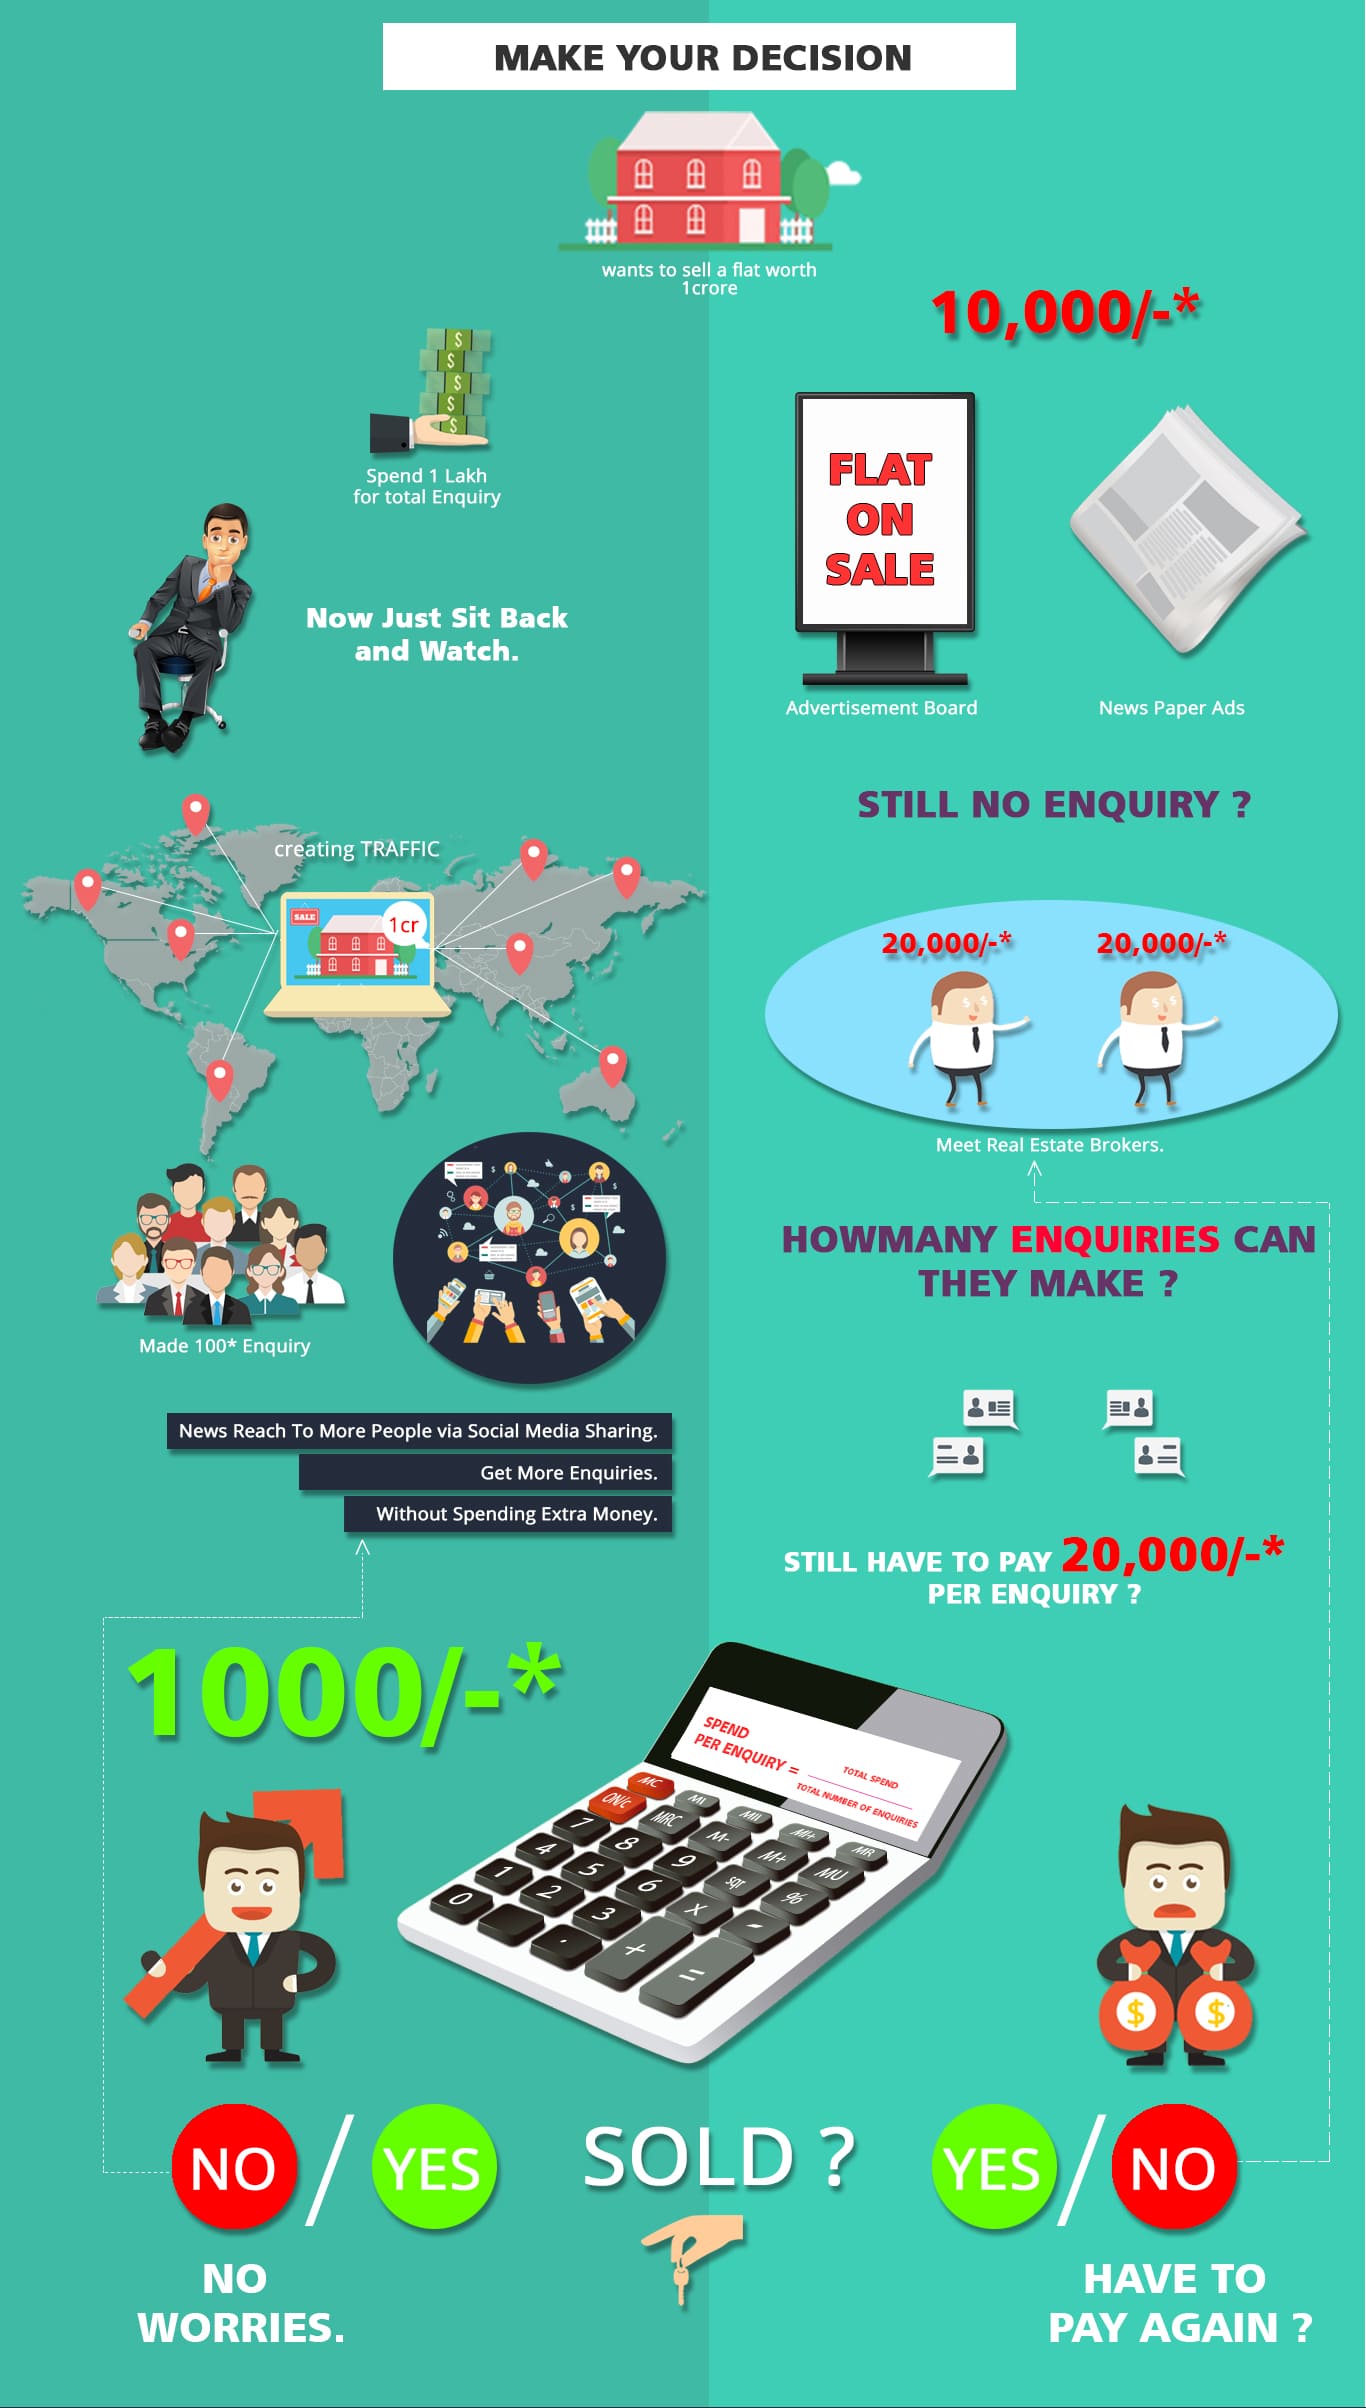 MAKE YOUR DECISION
wants to sell a flat worth
1crore
Spend 1 Lakh
for total Enquiry
Now Just Sit Back
and Watch.
creating TRAFFIC
SALE
1cr
Made 100* Enquiry
News Reach To More People via Social Media Sharing.
Get More Enquiries.
Without Spending Extra Money.
1000/-*
10,000/-*
FLAT
ON
SALE
Advertisement Board
News Paper Ads
STILL NO ENQUIRY ?
20,000/-*
20,000/-*
Meet Real Estate Brokers.
HOWMANY ENQUIRIES CAN
THEY MAKE ?
STILL HAVE TO PAY 20,000/-*
PER ENQUIRY ?
SPEND
PER ENQUIRY =
TOTAL SPEND
TOTAL NUMBER OF ENQUIRIES
MC
ON/c
MRC
M-
M+
MU
MR
7
8
9
SQT
%
4
5
6
X
-
1
2
3
+
=
0
.
NO / YES
SOLD ?
YES / NO
NO
WORRIES.
HAVE TO
PAY AGAIN ?